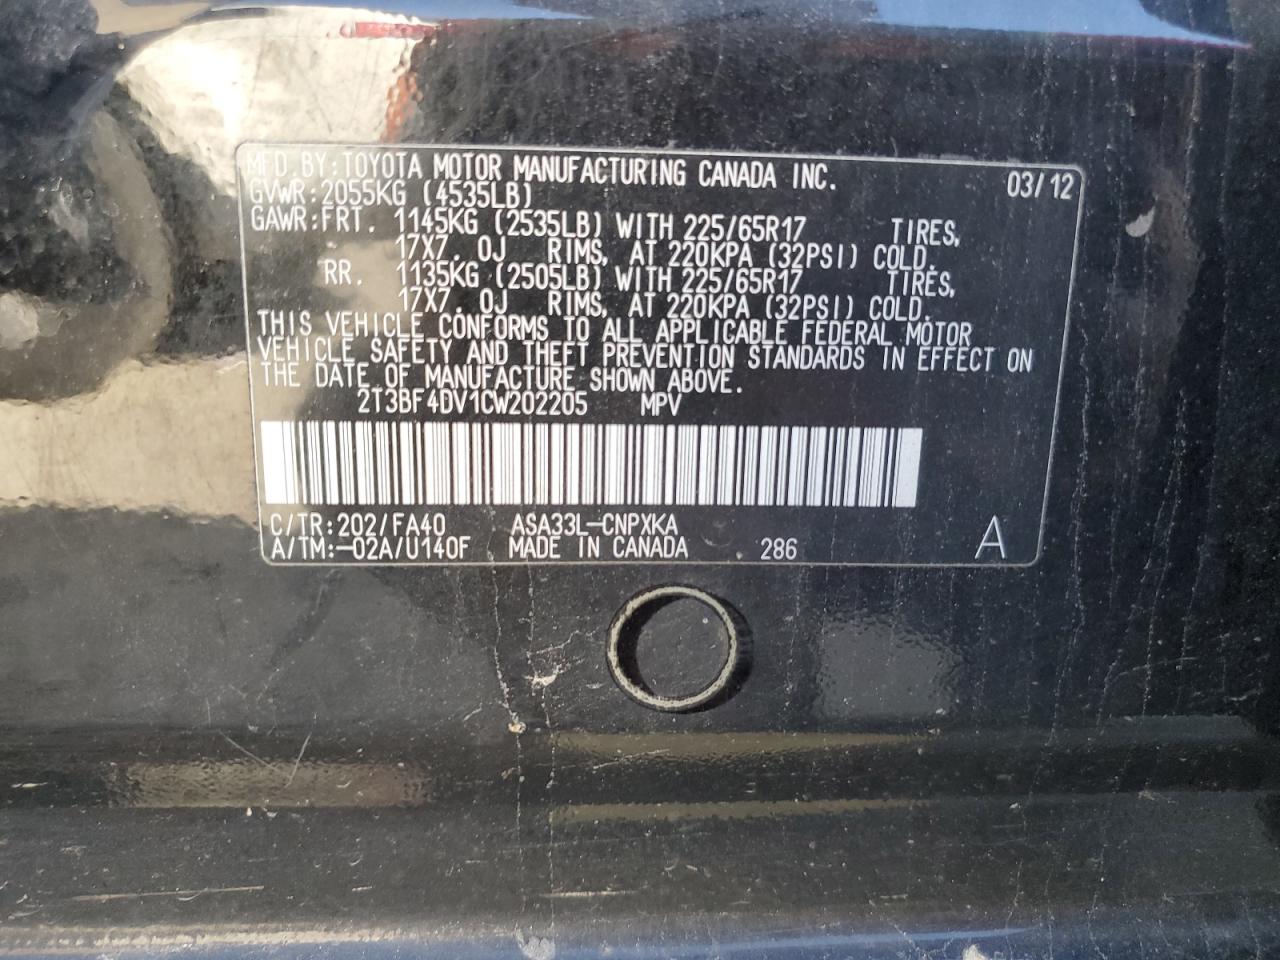 MFD.BY:TOYOTA MOTOR MANUFACTURING CANADA INC. 03/12
GVWR:2055KG (4535LB)
GAWR:FRT. 1145KG (2535LB) WITH 225/65R17 TIRES,
17X7.0J RIMS, AT 220KPA (32PSI) COLD.
RR. 1135KG (2505LB) WITH 225/65R17 TIRES,
17X7.0J RIMS, AT 220KPA (32PSI) COLD.
THIS VEHICLE CONFORMS TO ALL APPLICABLE FEDERAL MOTOR
VEHICLE SAFETY AND THEFT PREVENTION STANDARDS IN EFFECT ON
THE DATE OF MANUFACTURE SHOWN ABOVE.
2T3BF4DV1CW202205 MPV
C/TR:202/FA40 ASA33L-CNPXKA
A/TM:-02A/U140F MADE IN CANADA 286 A